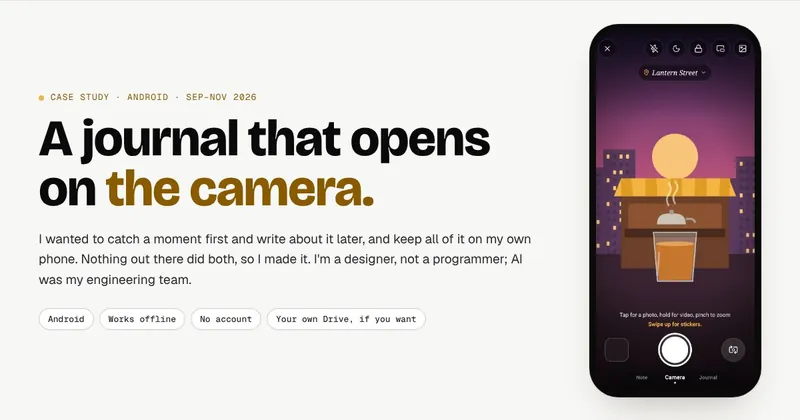 CASE STUDY · ANDROID · SEP–NOV 2026
A journal that opens
on the camera.
I wanted to catch a moment first and write about it later, and keep all of it on my own
phone. Nothing out there did both, so I made it. I'm a designer, not a programmer; AI
was my engineering team.
Android
Works offline
No account
Your own Drive, if you want
Lantern Street
Tap for a photo, hold for video, pinch to zoom
Swipe up for stickers.
Note
Camera
Journal